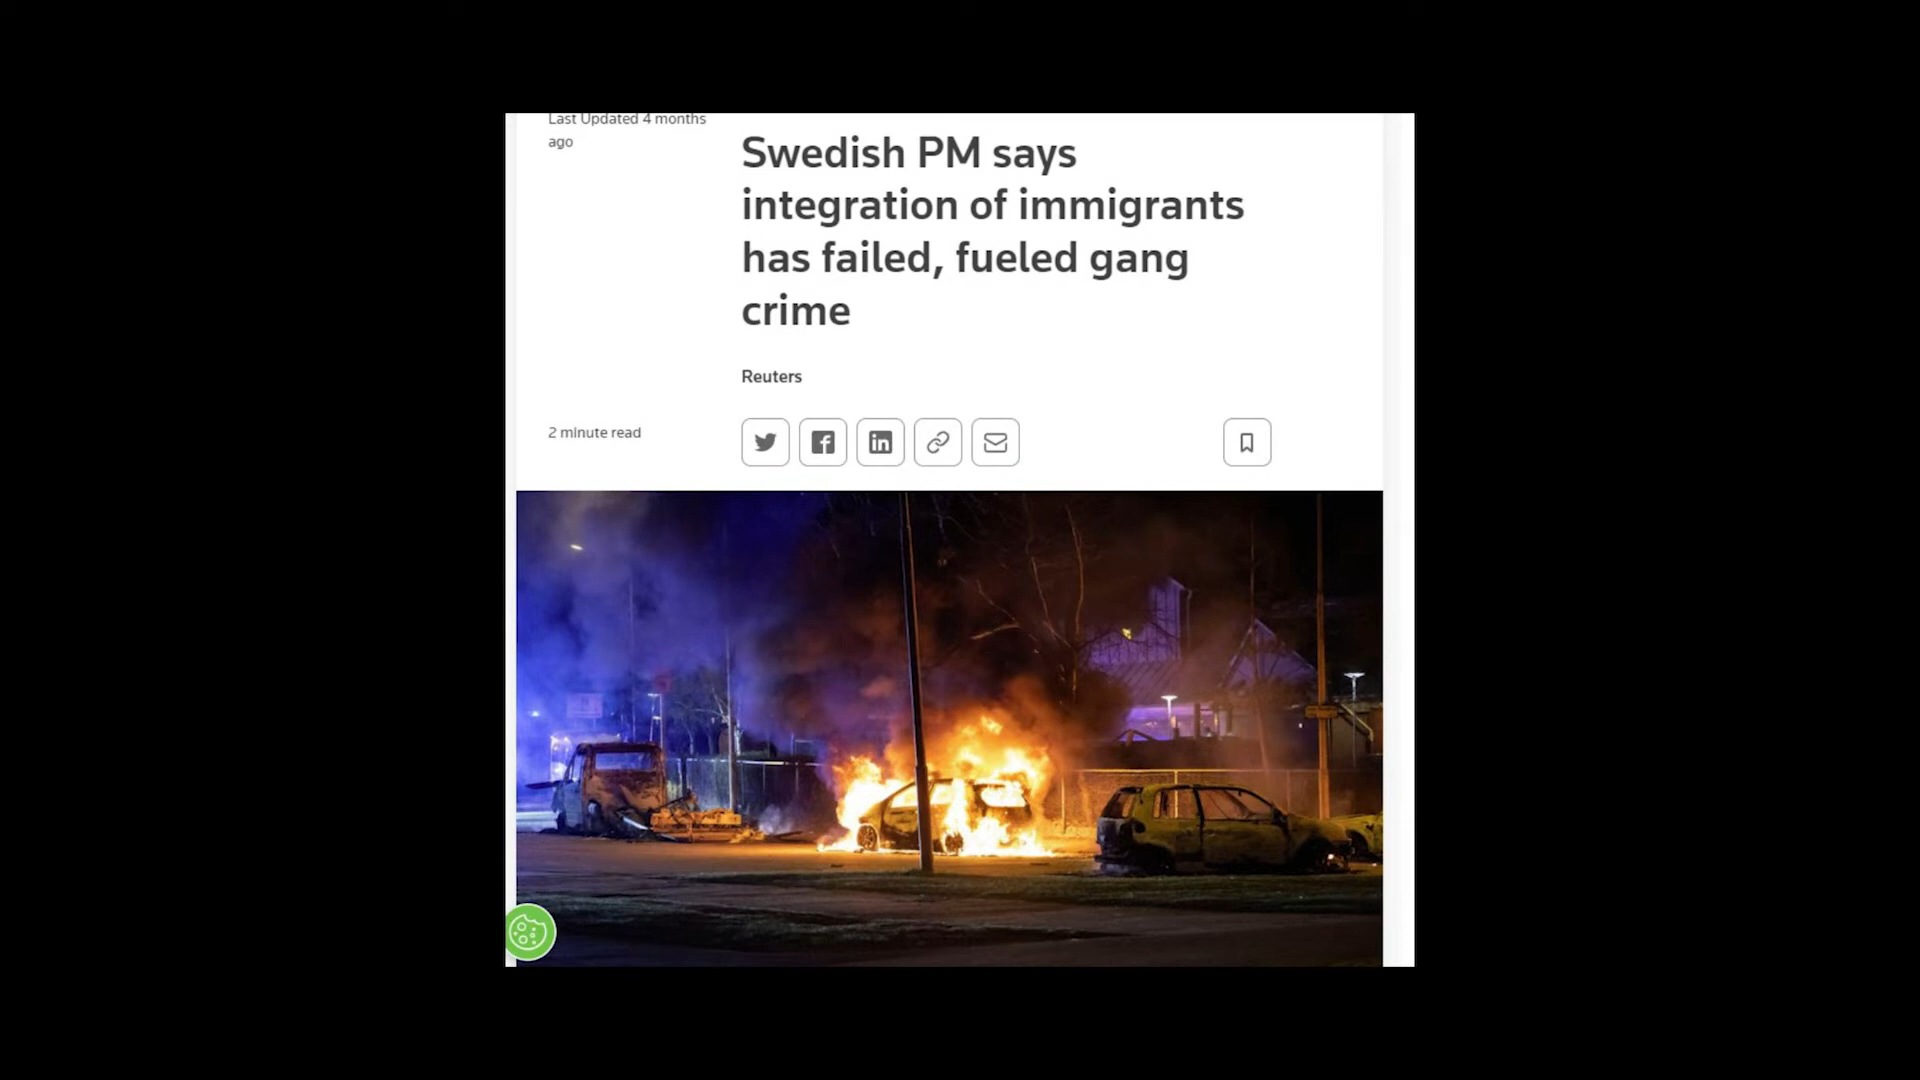 Last Updated 4 months
ago
Swedish PM says
integration of immigrants
has failed, fueled gang
crime
Reuters
2 minute read